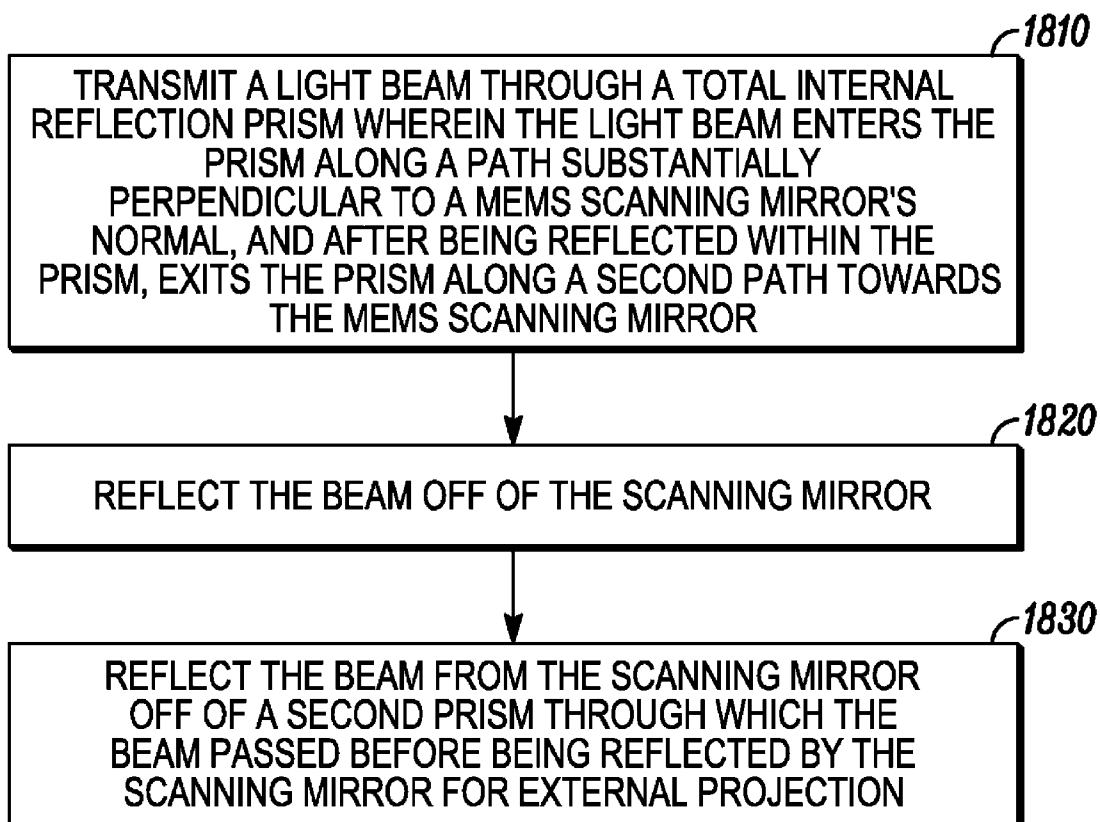 1810
TRANSMIT A LIGHT BEAM THROUGH A TOTAL INTERNAL
REFLECTION PRISM WHEREIN THE LIGHT BEAM ENTERS THE
PRISM ALONG A PATH SUBSTANTIALLY
PERPENDICULAR TO A MEMS SCANNING MIRROR'S
NORMAL, AND AFTER BEING REFLECTED WITHIN THE
PRISM, EXITS THE PRISM ALONG A SECOND PATH TOWARDS
THE MEMS SCANNING MIRROR
1820
REFLECT THE BEAM OFF OF THE SCANNING MIRROR
1830
REFLECT THE BEAM FROM THE SCANNING MIRROR
OFF OF A SECOND PRISM THROUGH WHICH THE
BEAM PASSED BEFORE BEING REFLECTED BY THE
SCANNING MIRROR FOR EXTERNAL PROJECTION